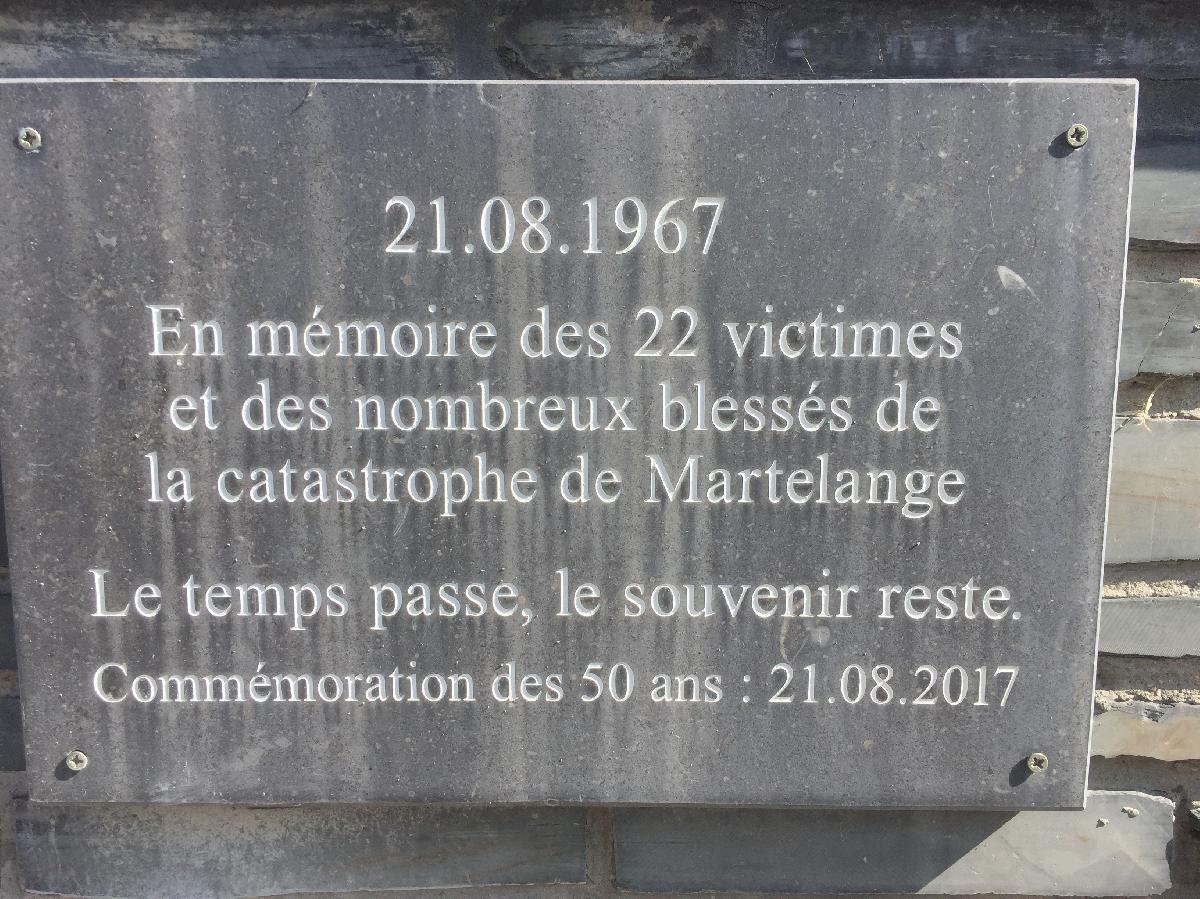 21.08.1967
En mémoire des 22 victimes
et des nombreux blessés de
la catastrophe de Martelange
Le temps passe, le souvenir reste.
Commémoration des 50 ans : 21.08.2017